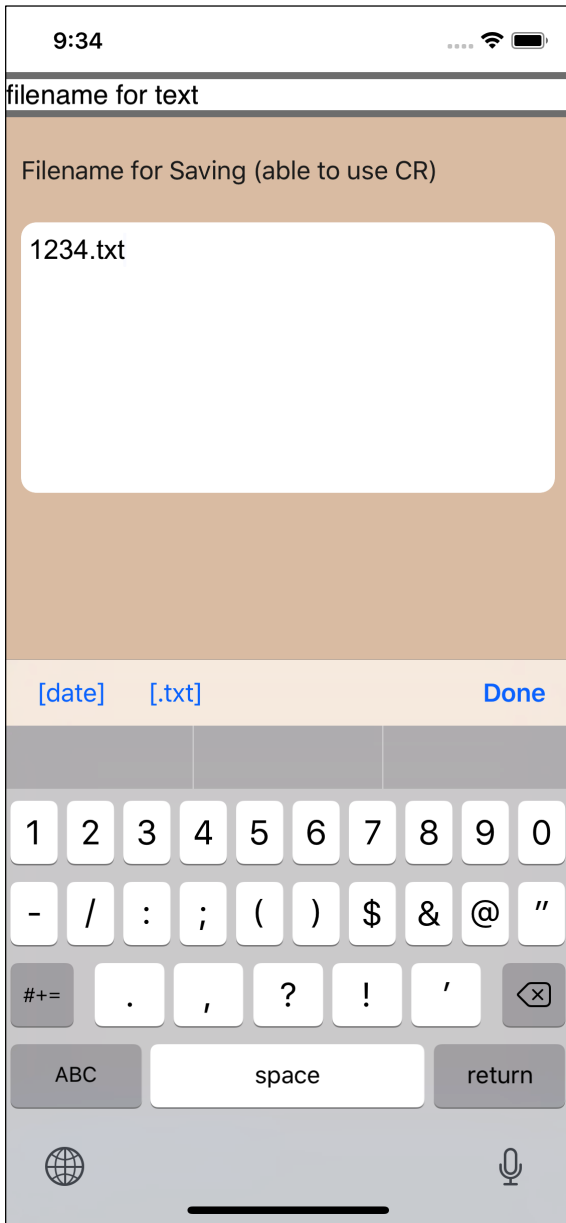 9:34
filename for text
Filename for Saving (able to use CR)
1234.txt
[date] [.txt] Done
1 2 3 4 5 6 7 8 9 0
- / : ; ( ) $ & @ "
#+= . , ? ! '
ABC space return